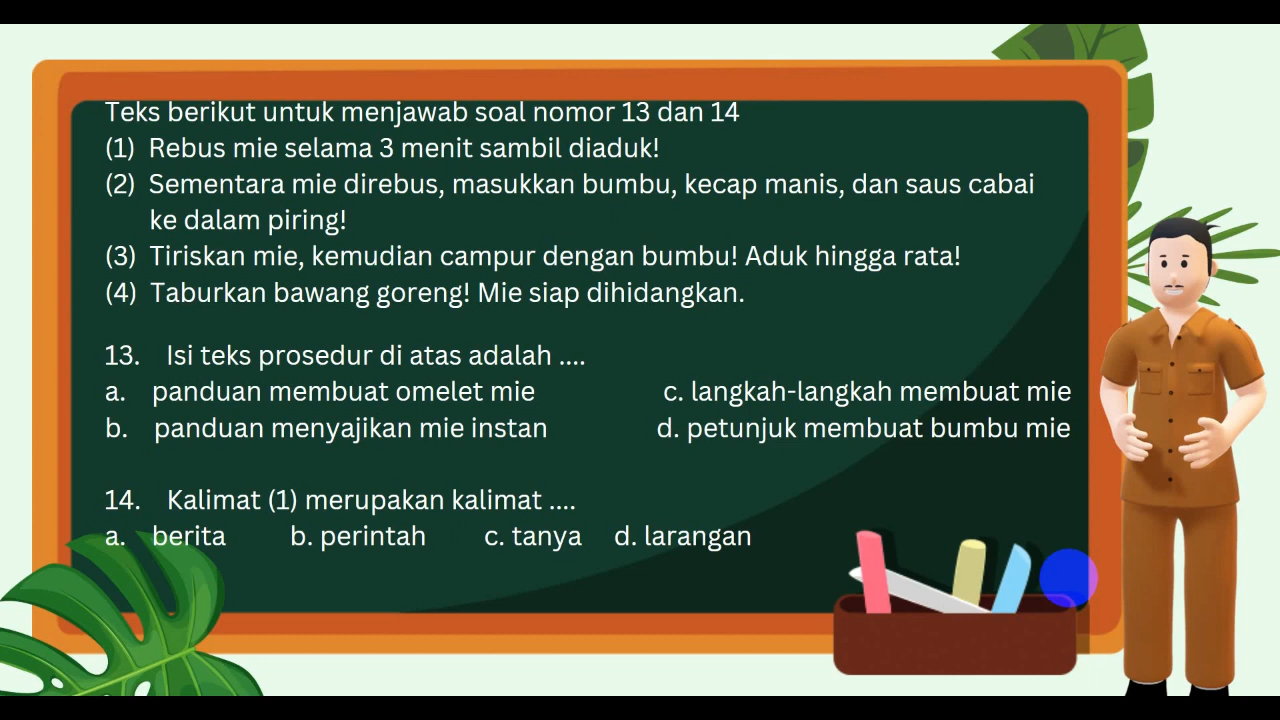 Teks berikut untuk menjawab soal nomor 13 dan 14
(1) Rebus mie selama 3 menit sambil diaduk!
(2) Sementara mie direbus, masukkan bumbu, kecap manis, dan saus cabai
ke dalam piring!
(3) Tiriskan mie, kemudian campur dengan bumbu! Aduk hingga rata!
(4) Taburkan bawang goreng! Mie siap dihidangkan.
13. Isi teks prosedur di atas adalah ....
a. panduan membuat omelet mie c. langkah-langkah membuat mie
b. panduan menyajikan mie instan d. petunjuk membuat bumbu mie
14. Kalimat (1) merupakan kalimat ....
a. berita b. perintah c. tanya d. larangan